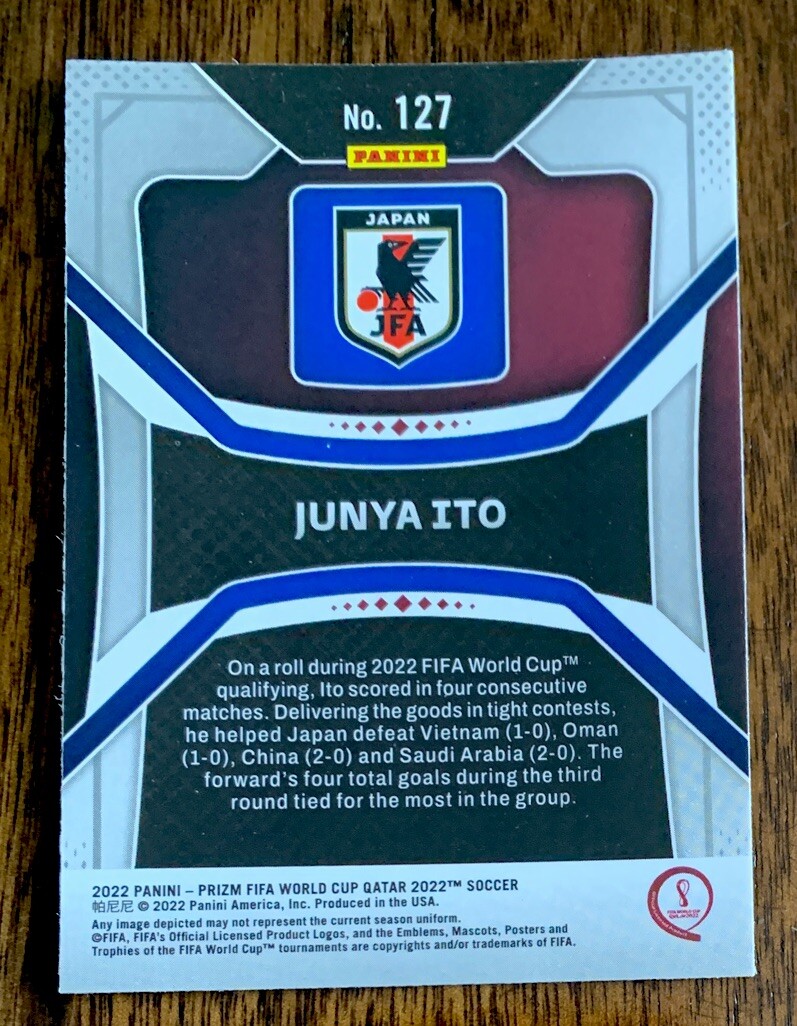 No. 127
PANINI
JAPAN
JFA
JUNYA ITO
On a roll during 2022 FIFA World Cup™
qualifying, Ito scored in four consecutive
matches. Delivering the goods in tight contests,
he helped Japan defeat Vietnam (1-0), Oman
(1-0), China (2-0) and Saudi Arabia (2-0). The
forward's four total goals during the third
round tied for the most in the group.
2022 PANINI – PRIZM FIFA WORLD CUP QATAR 2022™ SOCCER
帕尼尼 © 2022 Panini America, Inc. Produced in the USA.
Any image depicted may not represent the current season uniform.
©FIFA, FIFA's Official Licensed Product Logos, and the Emblems, Mascots, Posters and
Trophies of the FIFA World Cup™ tournaments are copyrights and/or trademarks of FIFA.
FIFA WORLD CUP